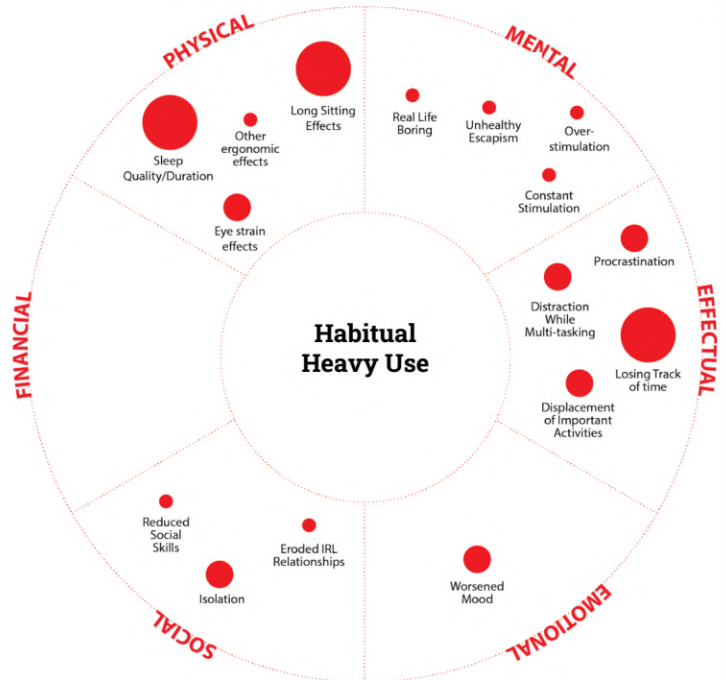 PHYSICAL
MENTAL
Long Sitting
Effects
Other
ergonomic
effects
Sleep
Quality/Duration
Eye strain
effects
Real Life
Boring
Unhealthy
Escapism
Over-
stimulation
Constant
Stimulation
FINANCIAL
Habitual
Heavy Use
EFFECTUAL
Procrastination
Distraction
While
Multi-tasking
Losing Track
of time
Displacement
of Important
Activities
SOCIAL
Reduced
Social
Skills
Isolation
Eroded IRL
Relationships
EMOTIONAL
Worsened
Mood